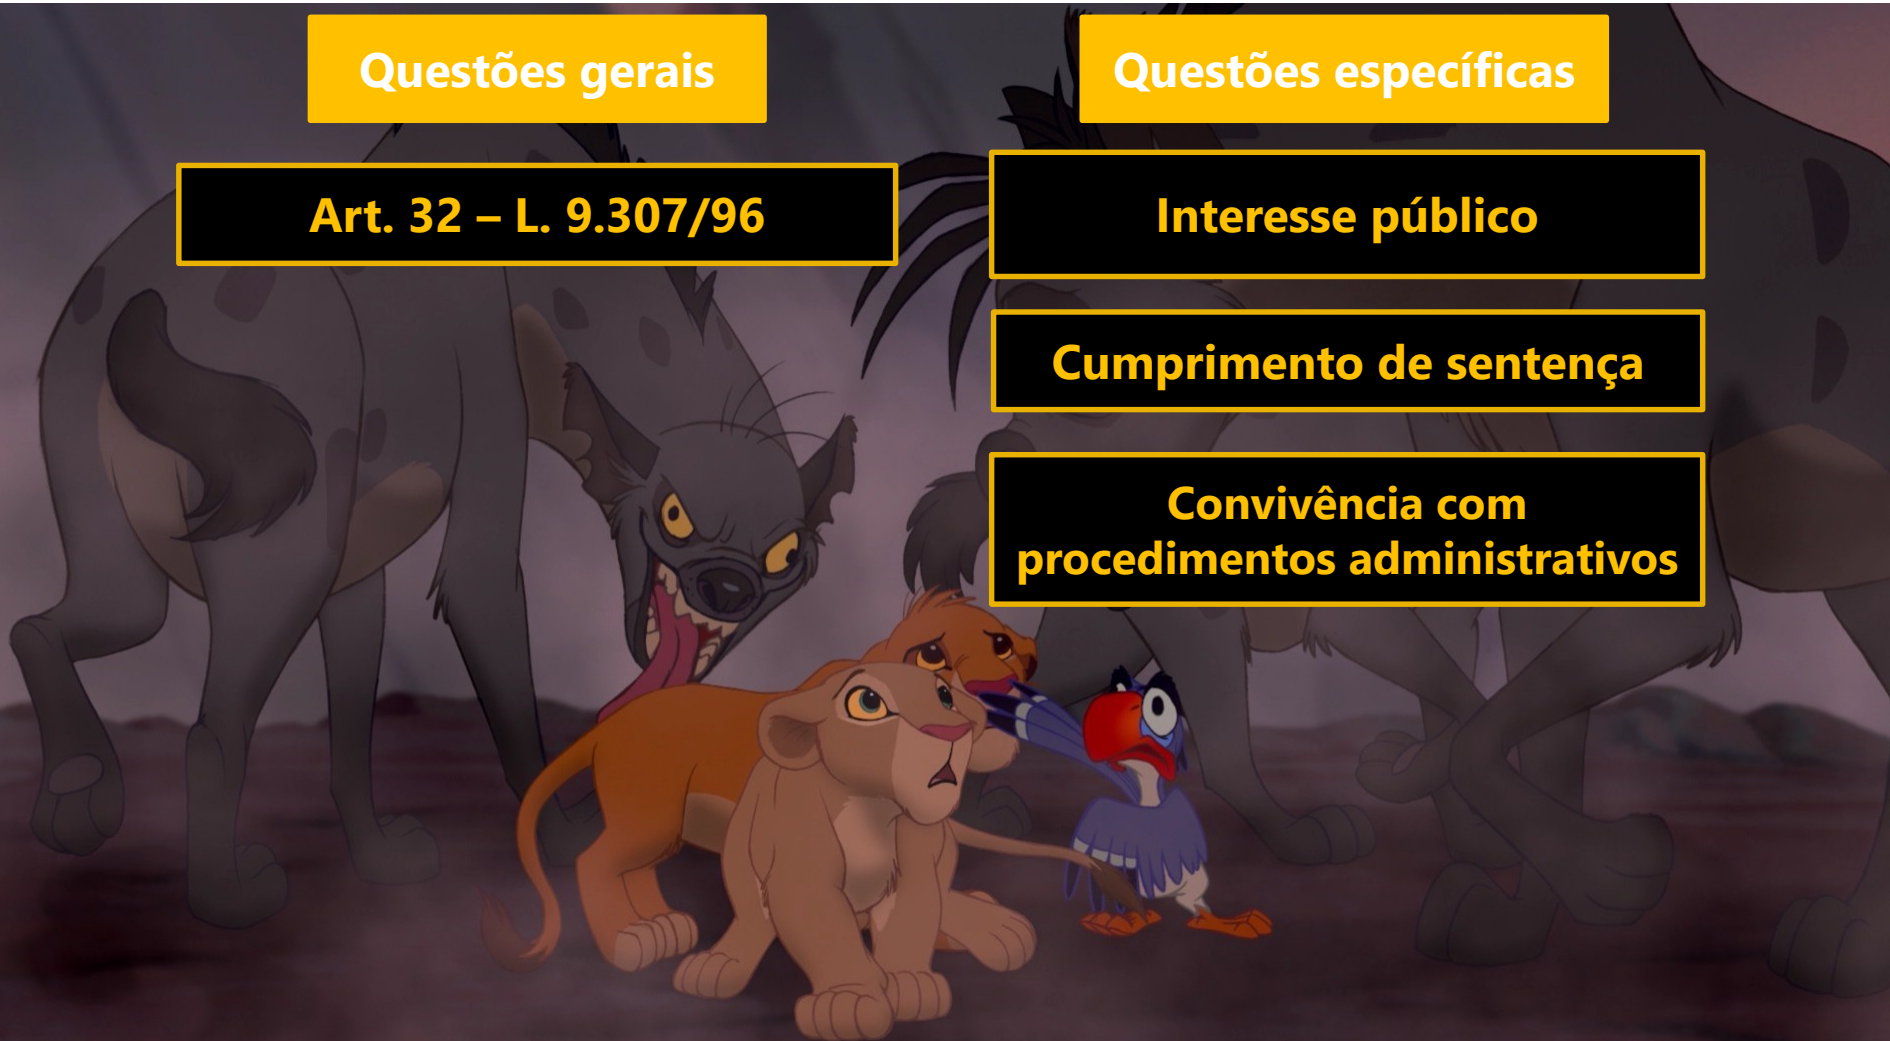 Questões gerais
Art. 32 – L. 9.307/96
Questões específicas
Interesse público
Cumprimento de sentença
Convivência com
procedimentos administrativos